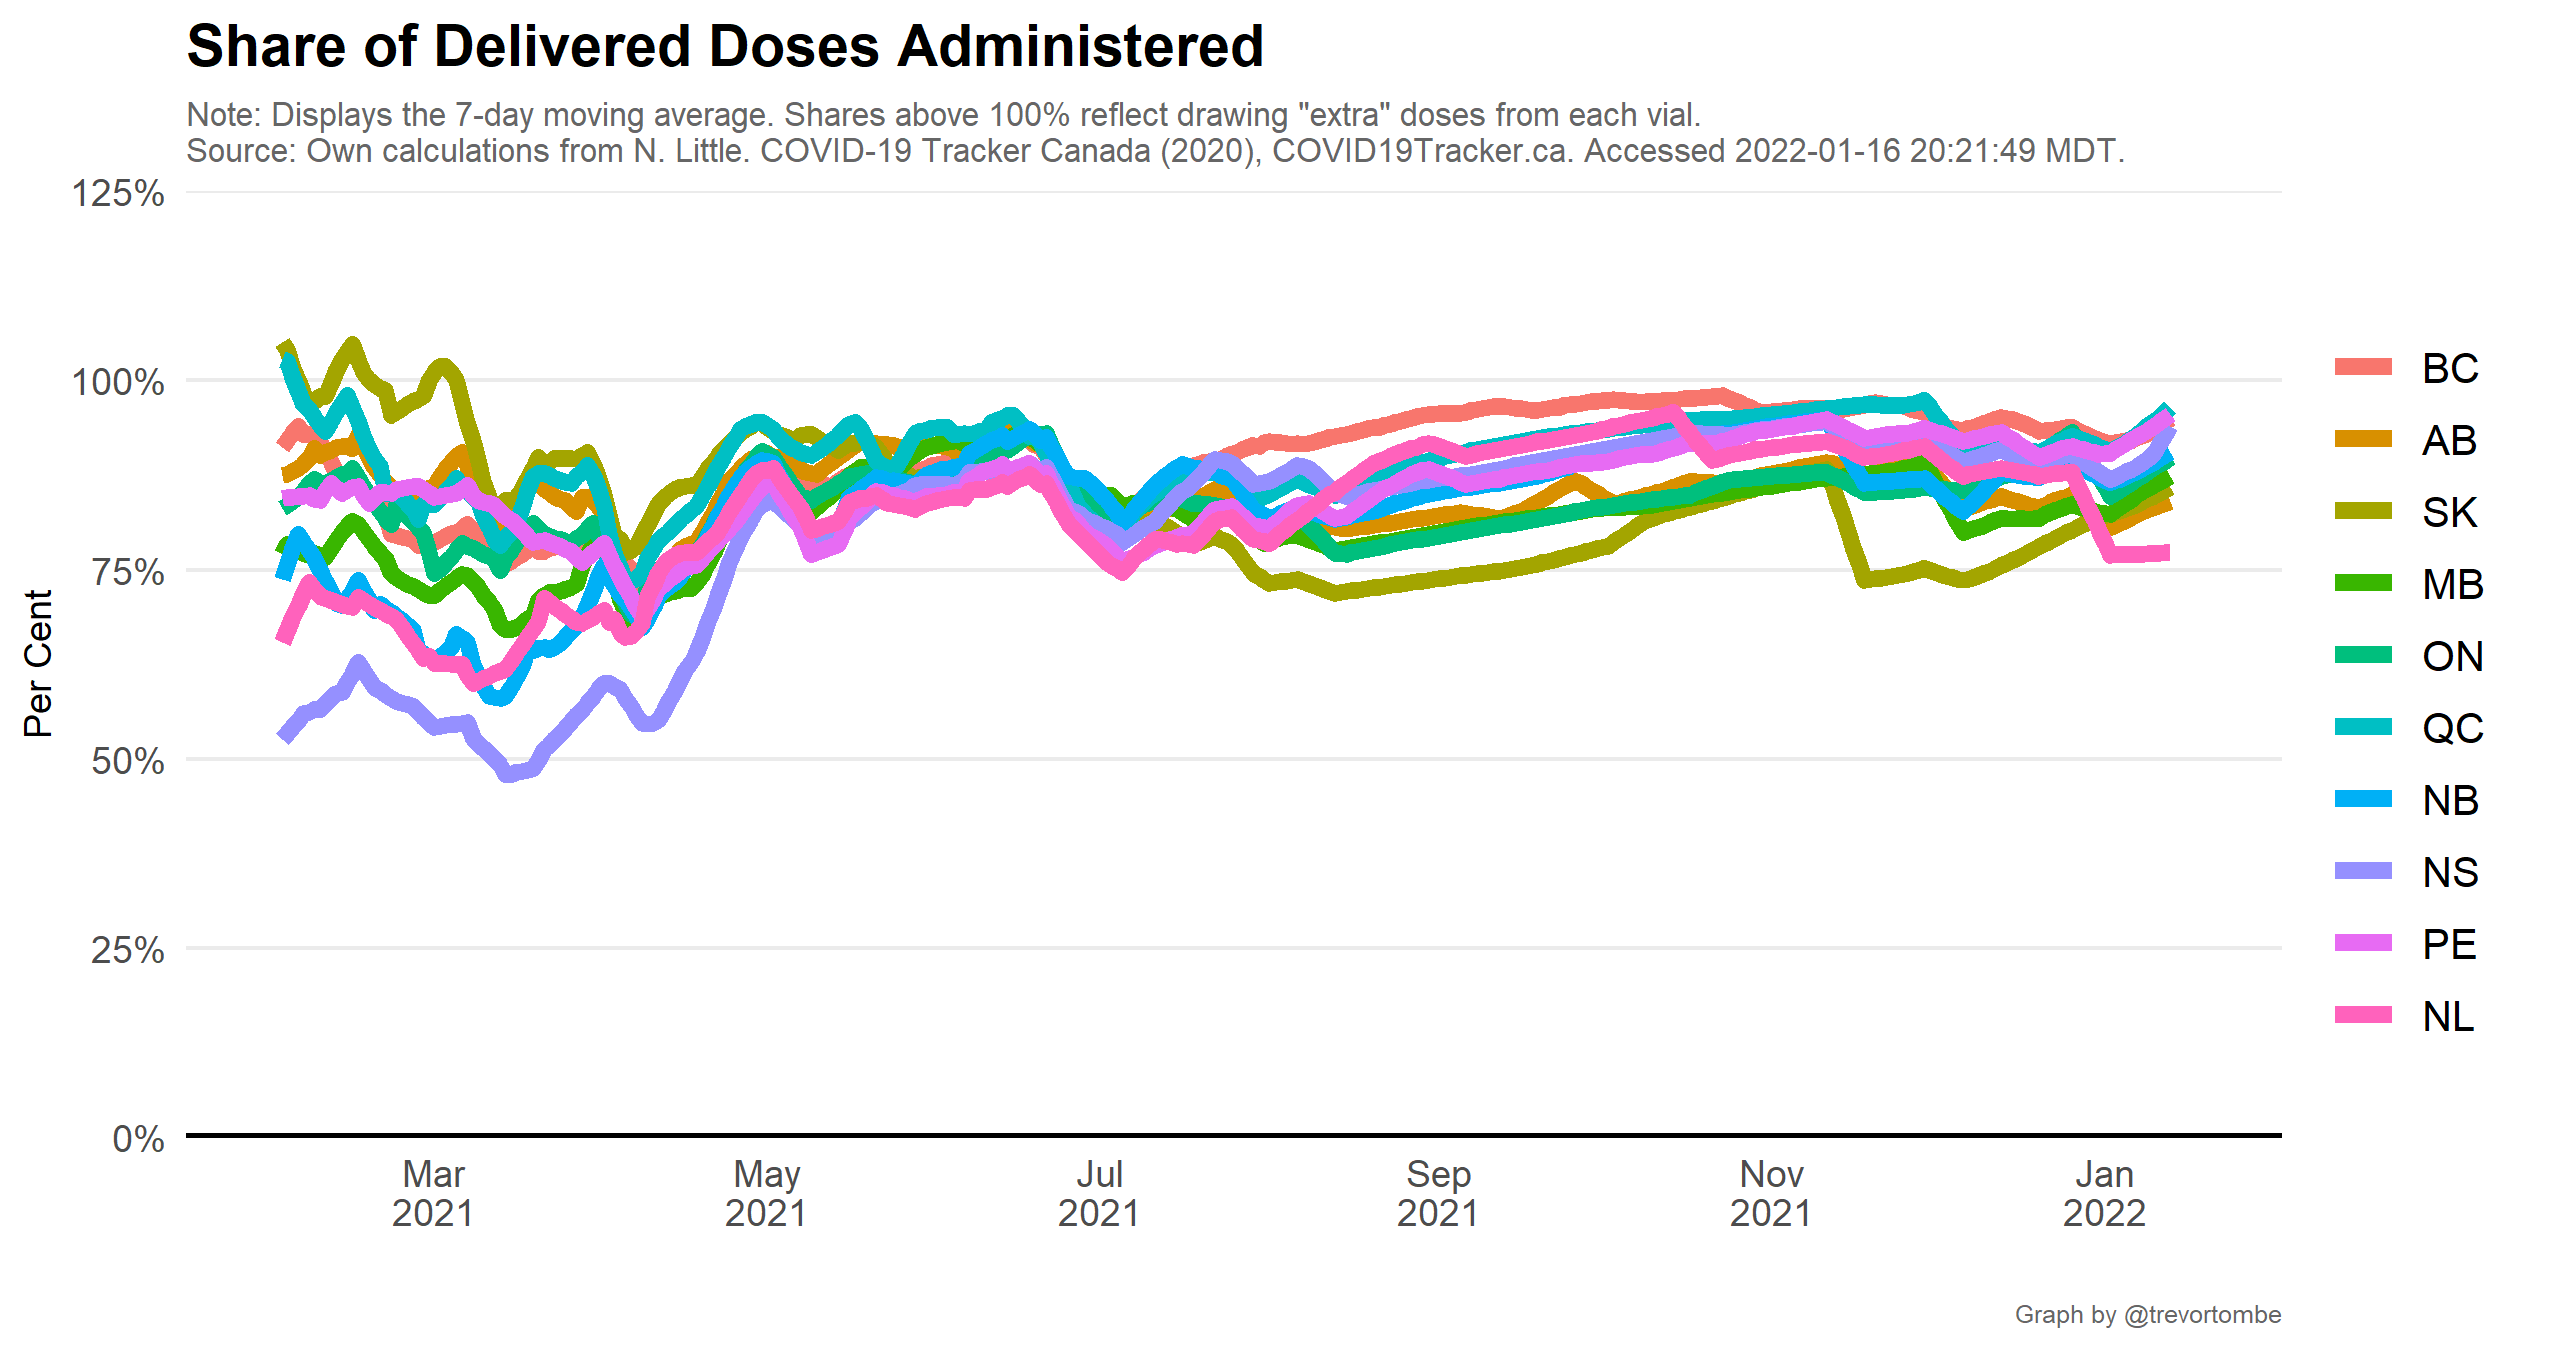 Share of Delivered Doses Administered
Note: Displays the 7-day moving average. Shares above 100% reflect drawing "extra" doses from each vial.
Source: Own calculations from N. Little. COVID-19 Tracker Canada (2020), COVID19Tracker.ca. Accessed 2022-01-16 20:21:49 MDT.
125%
100%
75%
50%
25%
0%
Per Cent
Mar
2021
May
2021
Jul
2021
Sep
2021
Nov
2021
Jan
2022
BC
AB
SK
MB
ON
QC
NB
NS
PE
NL
Graph by @trevortombe